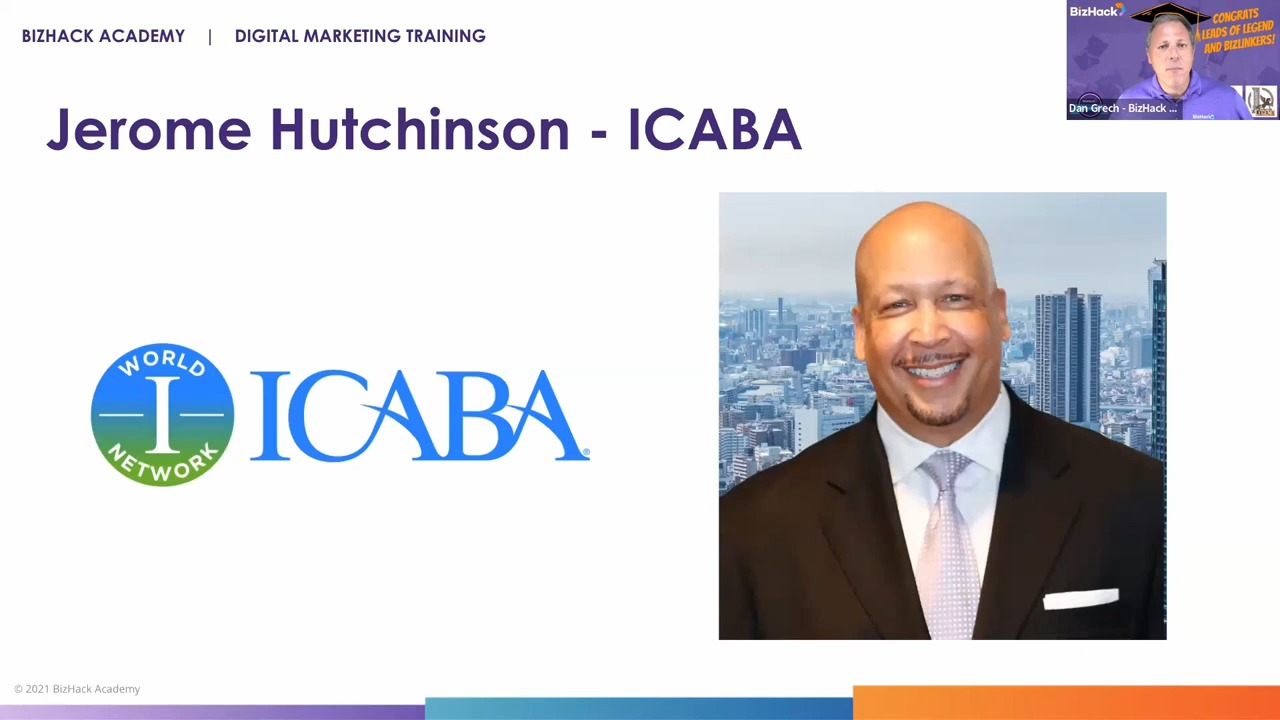 BIZHACK ACADEMY | DIGITAL MARKETING TRAINING
BizHack
CONGRATS
LEADS OF LEGEND
AND BIZLINKERS!
Dan Grech - BizHack ...
BizHack
Jerome Hutchinson - ICABA
WORLD
I
NETWORK
ICABA®
© 2021 BizHack Academy